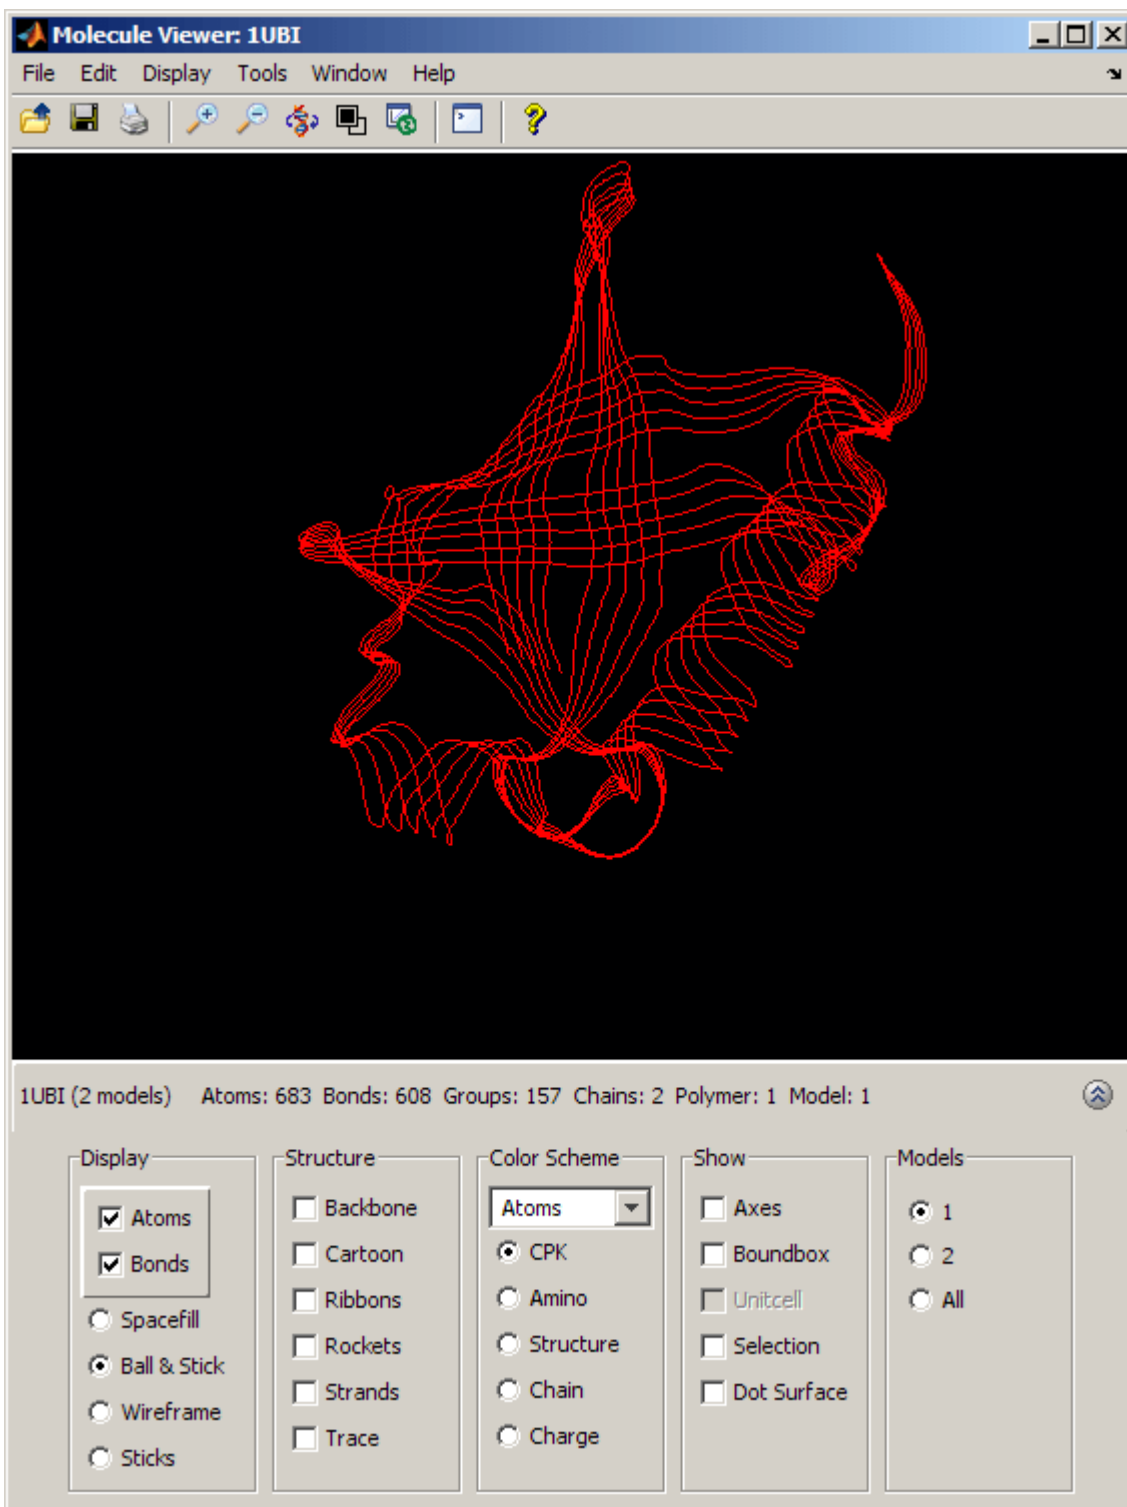 Molecule Viewer: 1UBI
File Edit Display Tools Window Help
1UBI (2 models) Atoms: 683 Bonds: 608 Groups: 157 Chains: 2 Polymer: 1 Model: 1
Display
Atoms
Bonds
Spacefill
Ball & Stick
Wireframe
Sticks
Structure
Backbone
Cartoon
Ribbons
Rockets
Strands
Trace
Color Scheme
Atoms
CPK
Amino
Structure
Chain
Charge
Show
Axes
Boundbox
Unitcell
Selection
Dot Surface
Models
1
2
All